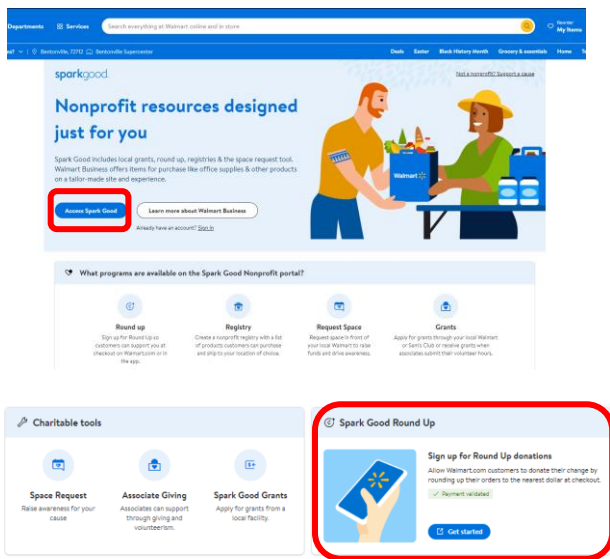 Departments Services Search everything at Walmart online and in store Reorder
My Items
Bentonville, 72712 Bentonville Supercenter Deals Easter Black History Month Grocery & essentials Home
sparkgood
Not a nonprofit? Support a cause
Nonprofit resources designed
just for you
Spark Good includes local grants, round up, registries & the space request tool.
Walmart Business offers items for purchase like office supplies & other products
on a tailor-made site and experience.
Walmart
Access Spark Good Learn more about Walmart Business
Already have an account? Sign In
What programs are available on the Spark Good Nonprofit portal?
Round up
Sign up for Round Up so
customers can support you at
checkout on Walmart.com or in
the app.
Registry
Create a nonprofit registry with a list
of products customers can purchase
and ship to your location of choice.
Request Space
Request space in front of
your local Walmart to raise
funds and drive awareness.
Grants
Apply for grants through your local Walmart
or Sam's Club or receive grants when
associates submit their volunteer hours.
Charitable tools
Space Request
Raise awareness for your
cause
Associate Giving
Associates can support
through giving and
volunteerism.
Spark Good Grants
Apply for grants from a
local facility.
Spark Good Round Up
Sign up for Round Up donations
Allow Walmart.com customers to donate their change by
rounding up their orders to the nearest dollar at checkout.
Payment validated
Get started